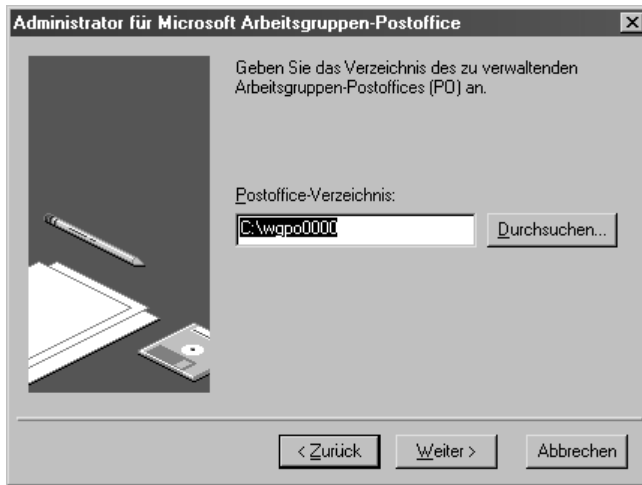 Administrator für Microsoft Arbeitsgruppen-Postoffice
Geben Sie das Verzeichnis des zu verwaltenden
Arbeitsgruppen-Postoffices (PO) an.
Postoffice-Verzeichnis:
C:\wgpo0000
Durchsuchen...
< Zurück
Weiter >
Abbrechen